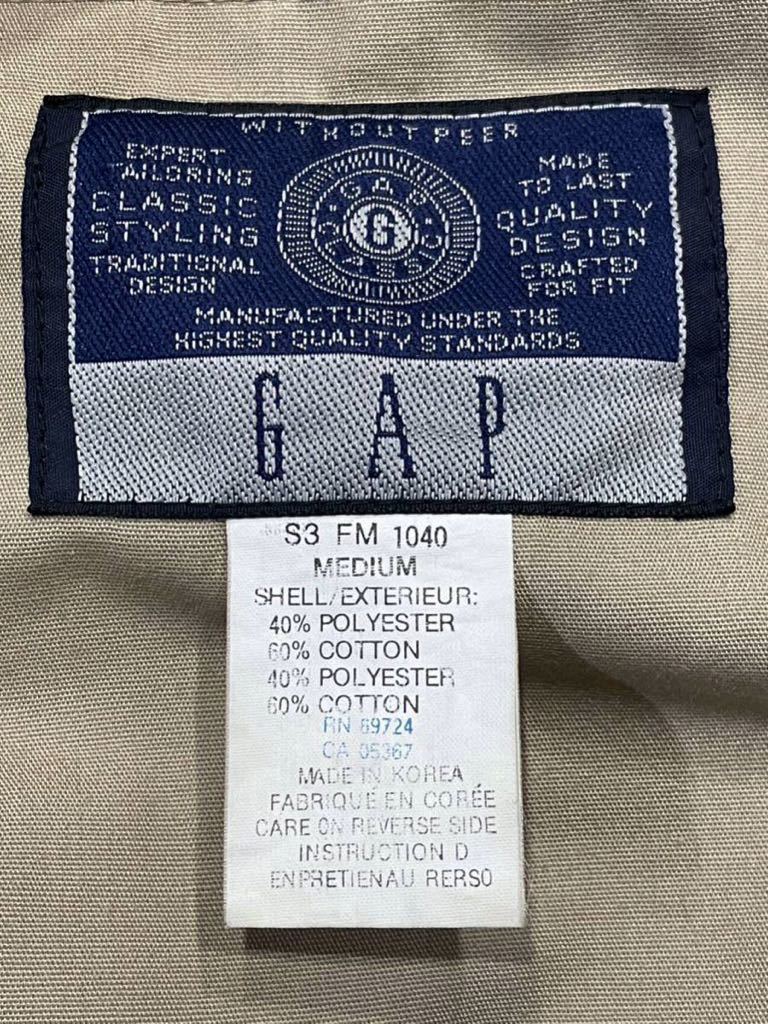 WITHOUT PEER
EXPERT
TAILORING
CLASSIC
STYLING
TRADITIONAL
DESIGN
GAP
CLASSIC
G
MADE
TO LAST
QUALITY
DESIGN
CRAFTED
FOR FIT
MANUFACTURED UNDER THE
HIGHEST QUALITY STANDARDS
GAP
S3 FM 1040
MEDIUM
SHELL/EXTERIEUR:
40% POLYESTER
60% COTTON
40% POLYESTER
60% COTTON
RN 69724
CA 05367
MADE IN KOREA
FABRIQUÉ EN CORÉE
CARE ON REVERSE SIDE
INSTRUCTION D
ENPRETIENAU RERSO